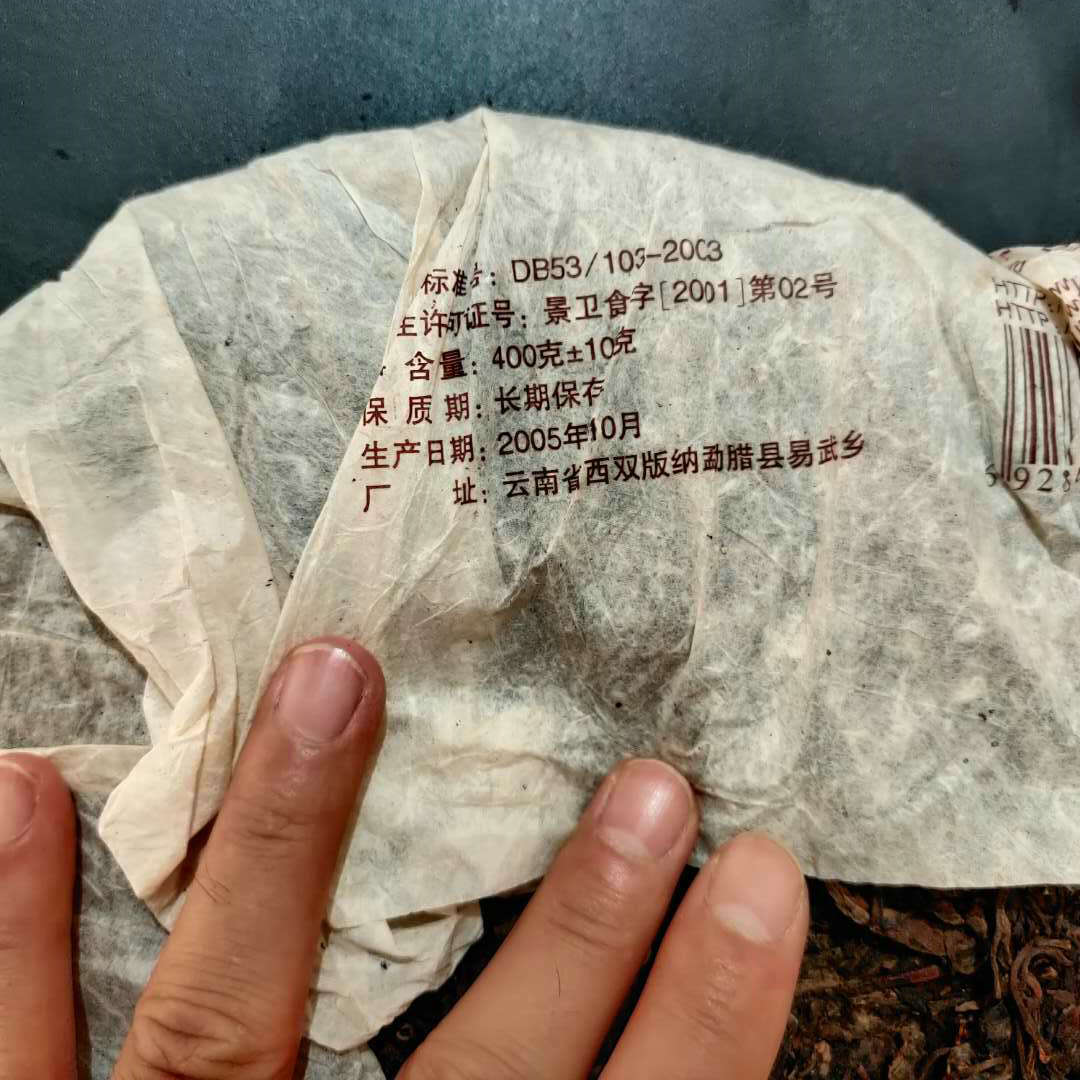 标准号: DB53/103-2003
生许可证号: 景卫食字[2001]第02号
含量: 400克±10克
保质期: 长期保存
生产日期: 2005年10月
厂址: 云南省西双版纳勐腊县易武乡
6 928